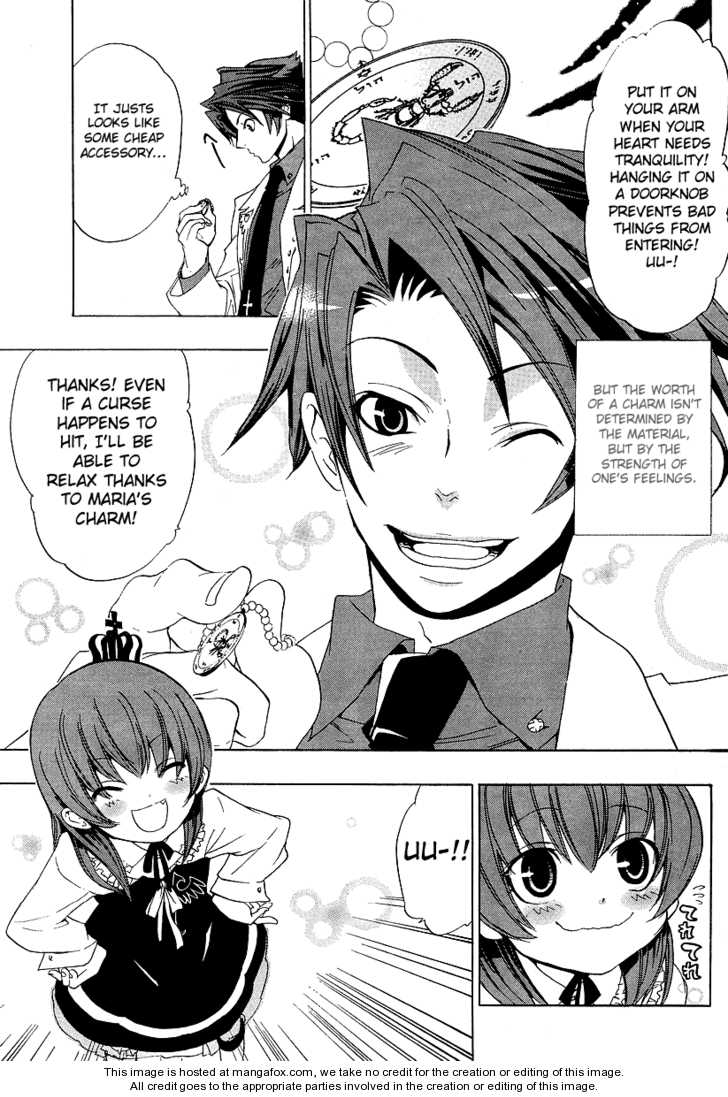 PUT IT ON
YOUR ARM
WHEN YOUR
HEART NEEDS
TRANQUILITY!
HANGING IT ON
A DOORKNOB
PREVENTS BAD
THINGS FROM
ENTERING!
UU-!
IT JUSTS
LOOKS LIKE
SOME CHEAP
ACCESSORY...
BUT THE WORTH
OF A CHARM ISN'T
DETERMINED BY
THE MATERIAL,
BUT BY THE
STRENGTH OF
ONE'S FEELINGS.
THANKS! EVEN
IF A CURSE
HAPPENS TO
HIT, I'LL BE
ABLE TO
RELAX THANKS
TO MARIA'S
CHARM!
てれてれ
UU-!!
This image is hosted at mangafox.com, we take no credit for the creation or editing of this image.
All credit goes to the appropriate parties involved in the creation or editing of this image.